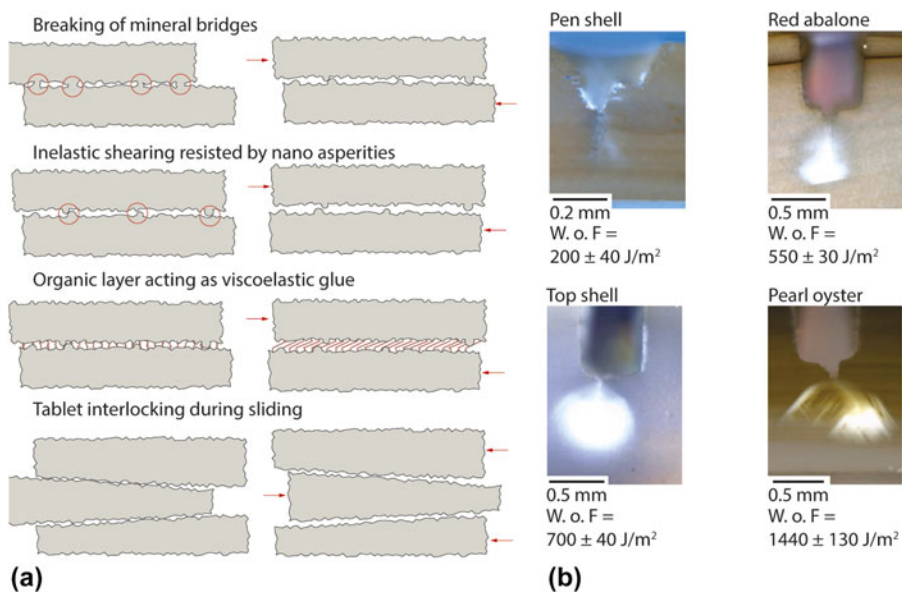 Breaking of mineral bridges
Inelastic shearing resisted by nano asperities
Organic layer acting as viscoelastic glue
Tablet interlocking during sliding
(a)
Pen shell
0.2 mm
W. o. F =
200 ± 40 J/m²
Red abalone
0.5 mm
W. o. F =
550 ± 30 J/m²
Top shell
0.5 mm
W. o. F =
700 ± 40 J/m²
Pearl oyster
0.5 mm
W. o. F =
1440 ± 130 J/m²
(b)